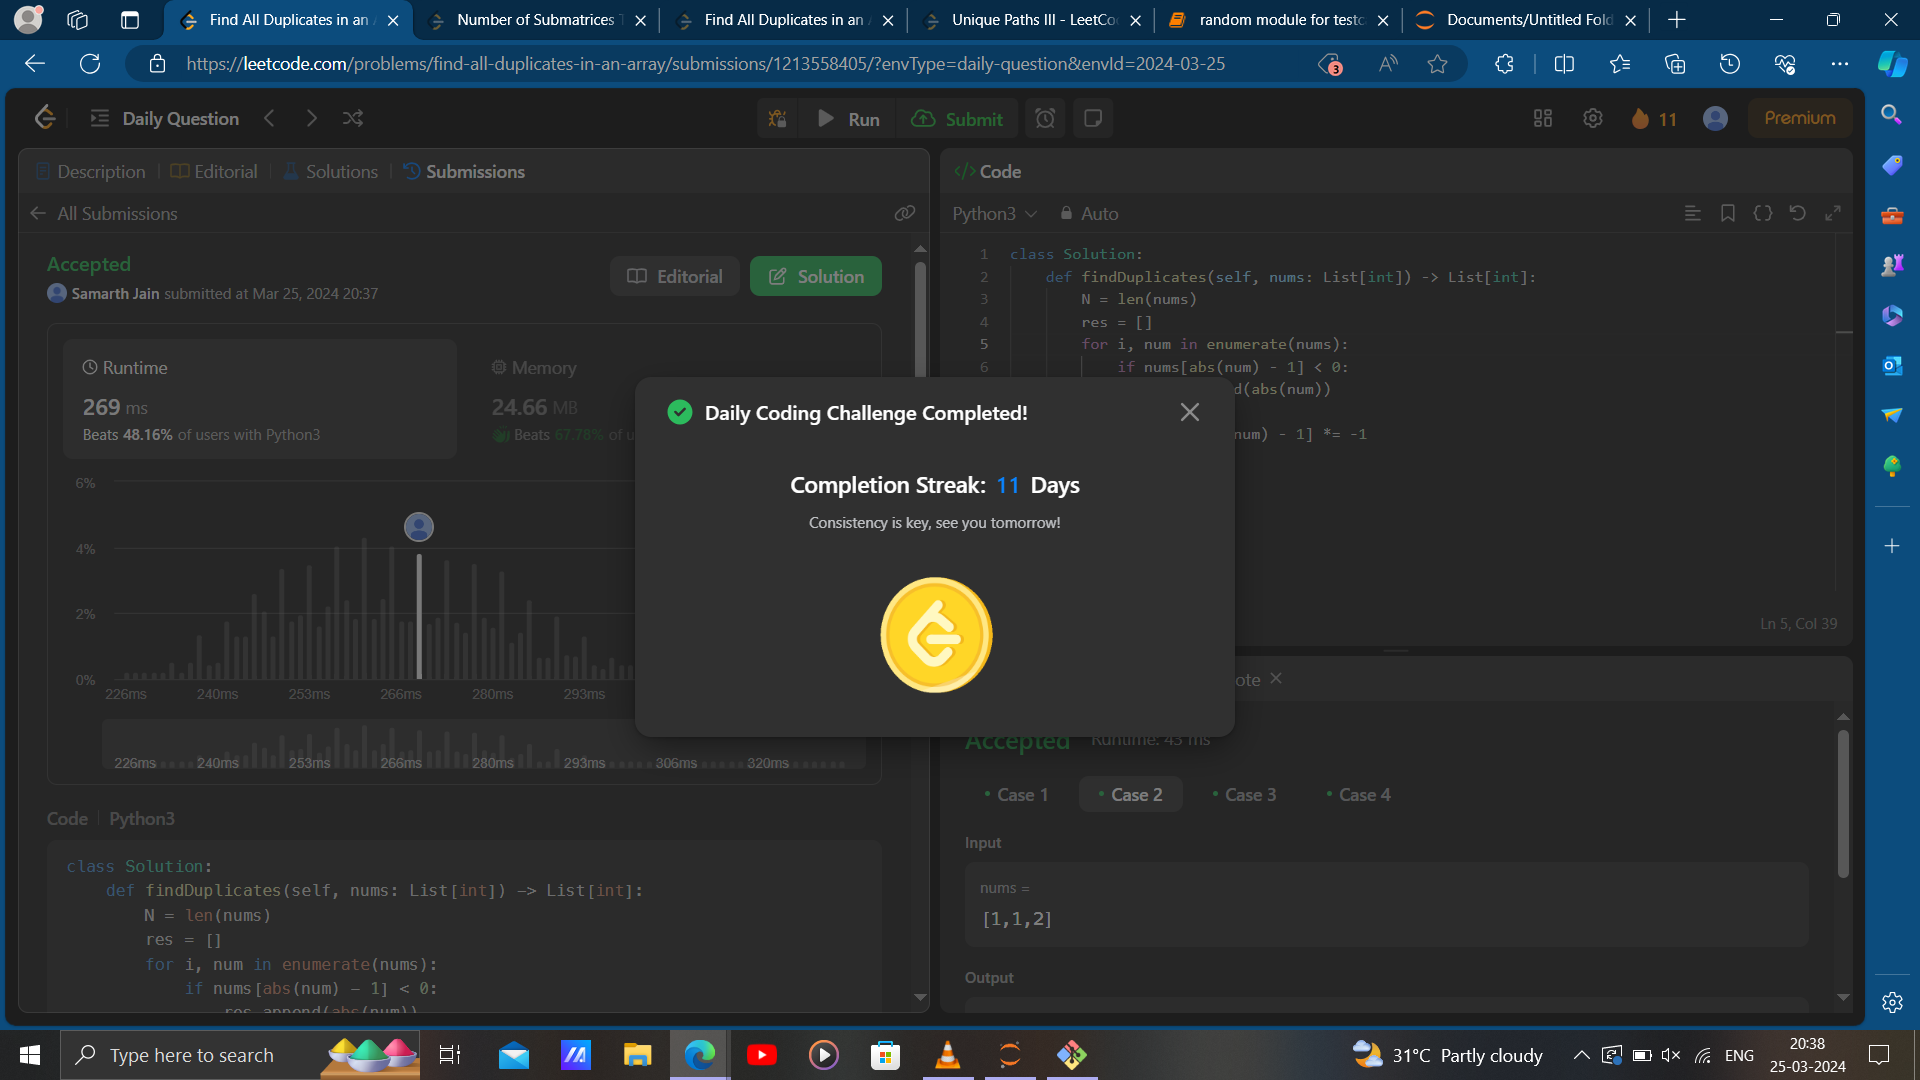 Find All Duplicates in an
Number of Submatrices
Find All Duplicates in an
Unique Paths III - LeetCo
random module for testc
Documents/Untitled Fold
https://leetcode.com/problems/find-all-duplicates-in-an-array/submissions/1213558405/?envType=daily-question&envId=2024-03-25
3
Daily Question
Run
Submit
11
Premium
Description
Editorial
Solutions
Submissions
</> Code
All Submissions
Python3
Auto
Accepted
Samarth Jain submitted at Mar 25, 2024 20:37
Editorial
Solution
Runtime
269 ms
Beats 48.16% of users with Python3
Memory
24.66 MB
Beats 67.78% of u
6%
4%
2%
0%
226ms 240ms 253ms 266ms 280ms 293ms
226ms 240ms 253ms 266ms 280ms 293ms 306ms 320ms
Code | Python3
class Solution:
def findDuplicates(self, nums: List[int]) -> List[int]:
N = len(nums)
res = []
for i, num in enumerate(nums):
if nums[abs(num) - 1] < 0:
res.append(abs(num))
1 class Solution:
2 def findDuplicates(self, nums: List[int]) -> List[int]:
3 N = len(nums)
4 res = []
5 for i, num in enumerate(nums):
6 if nums[abs(num) - 1] < 0:
d(abs(num))
num) - 1] *= -1
Ln 5, Col 39
Daily Coding Challenge Completed!
Completion Streak: 11 Days
Consistency is key, see you tomorrow!
ote
Accepted Runtime: 43 ms
Case 1
Case 2
Case 3
Case 4
Input
nums =
[1,1,2]
Output
Type here to search
31°C Partly cloudy
ENG
20:38
25-03-2024